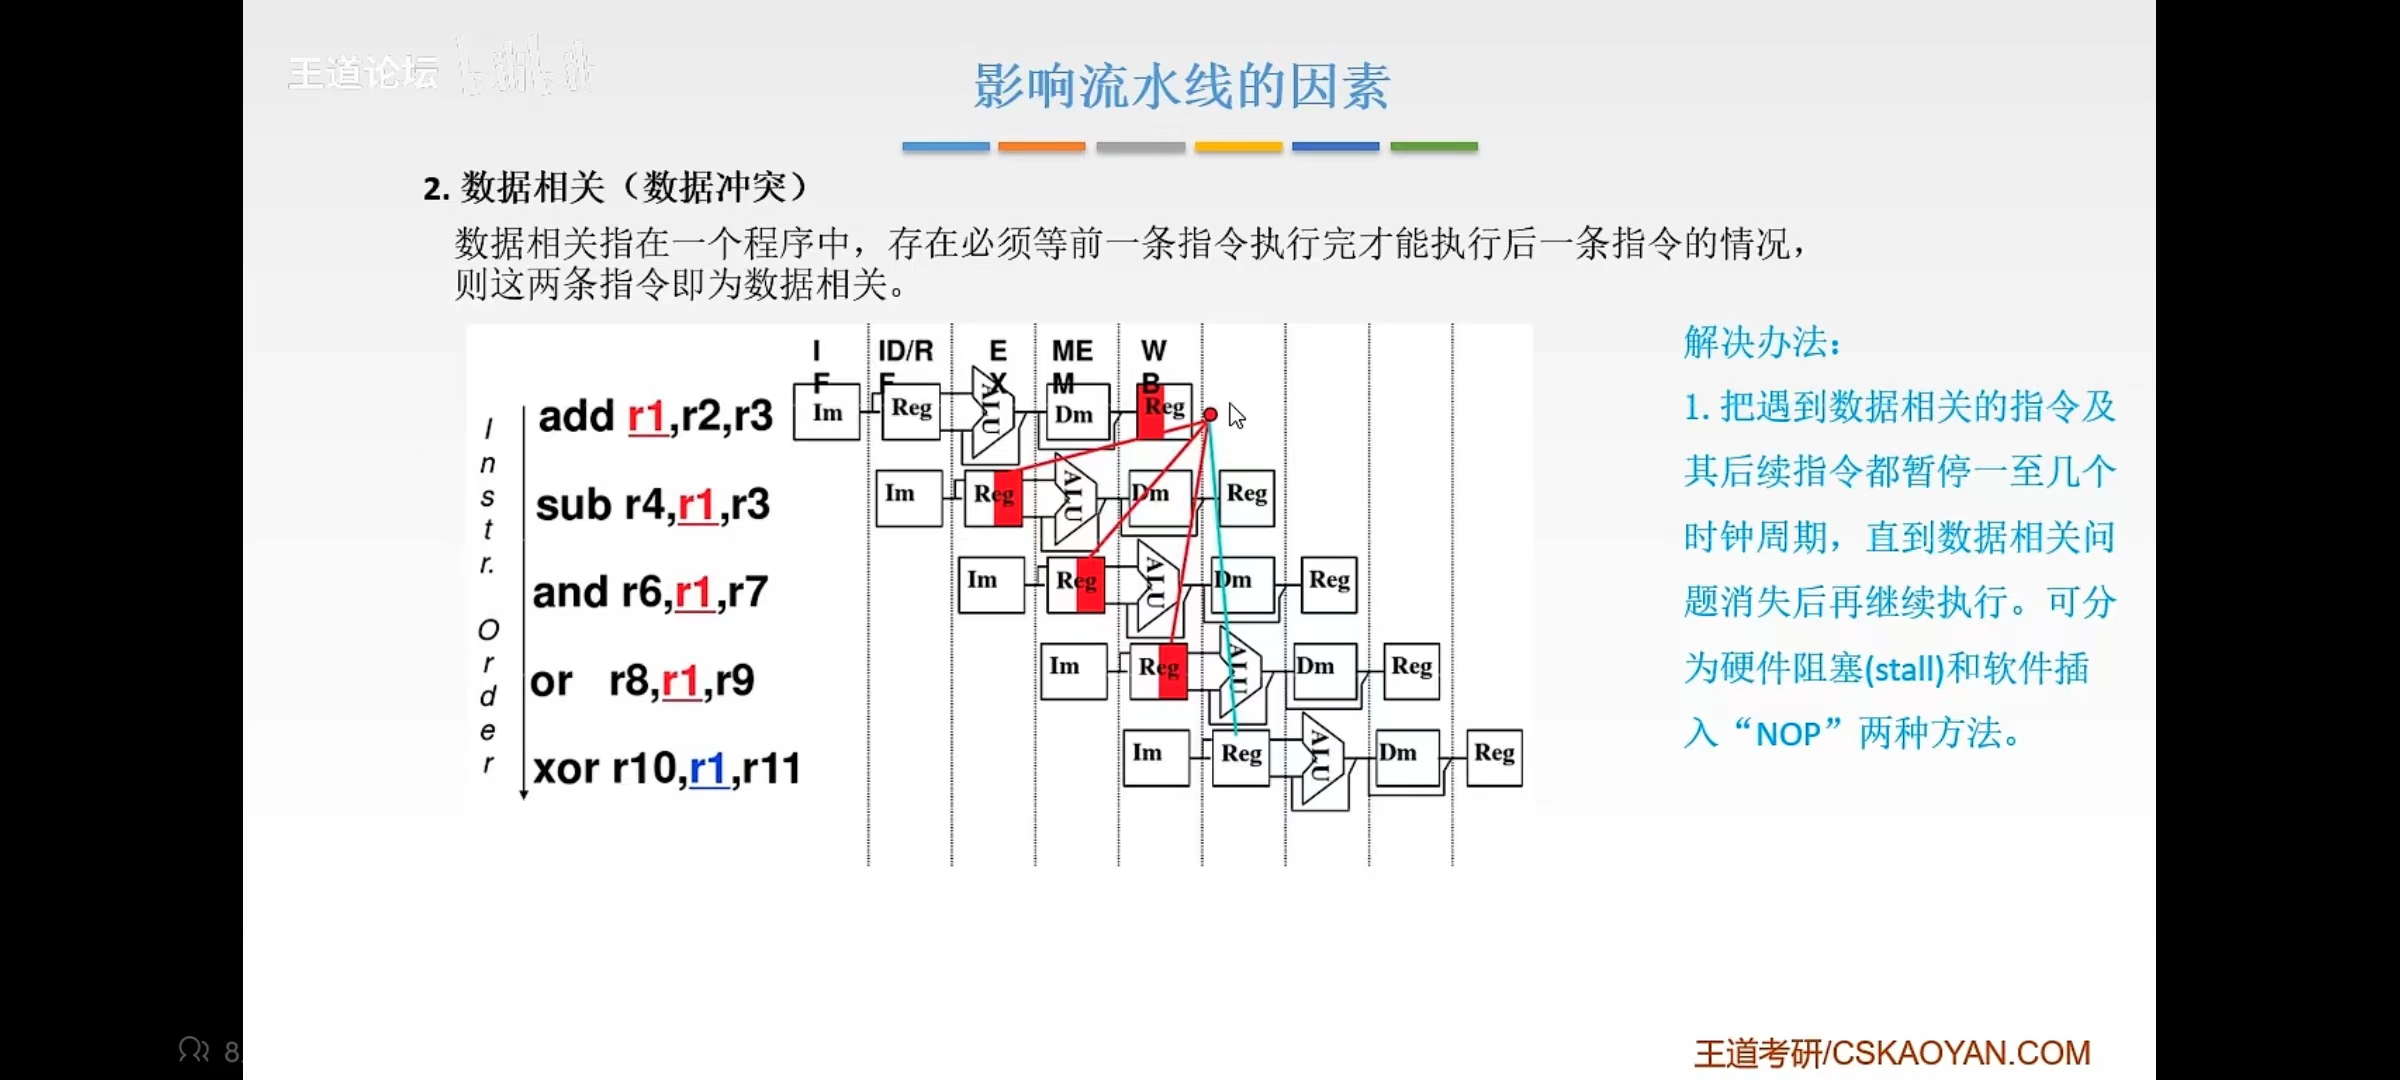 王道论坛
影响流水线的因素
2. 数据相关（数据冲突）
数据相关指在一个程序中，存在必须等前一条指令执行完才能执行后一条指令的情况，
则这两条指令即为数据相关。
解决办法：
1. 把遇到数据相关的指令及
其后续指令都暂停一至几个
时钟周期，直到数据相关问
题消失后再继续执行。可分
为硬件阻塞(stall)和软件插
入“NOP”两种方法。
Instr. Order
IF ID/RF EX MEM WB
add r1,r2,r3 Im Reg ALU Dm Reg
sub r4,r1,r3 Im Reg ALU Dm Reg
and r6,r1,r7 Im Reg ALU Dm Reg
or r8,r1,r9 Im Reg ALU Dm Reg
xor r10,r1,r11 Im Reg ALU Dm Reg
8
王道考研/CSKAOYAN.COM